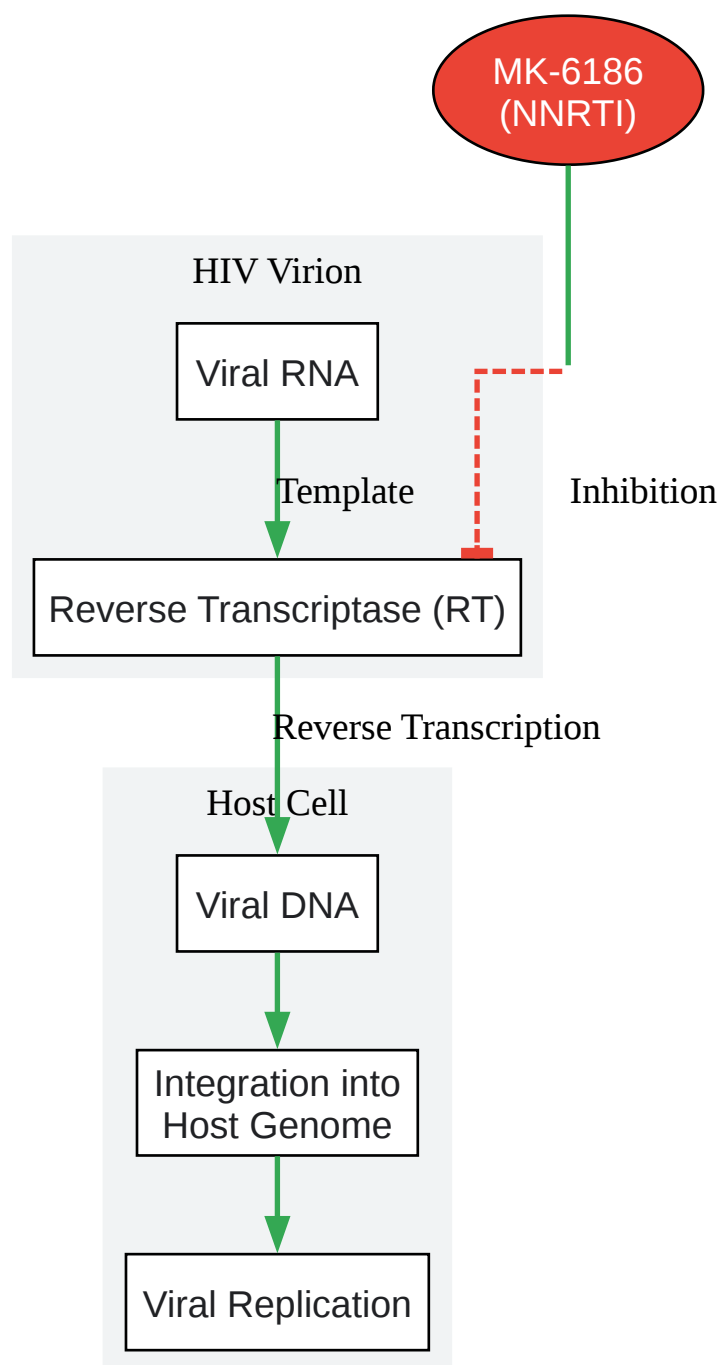 MK-6186
(NNRTI)
HIV Virion
Viral RNA
Template
Inhibition
Reverse Transcriptase (RT)
Reverse Transcription
Host Cell
Viral DNA
Integration into
Host Genome
Viral Replication